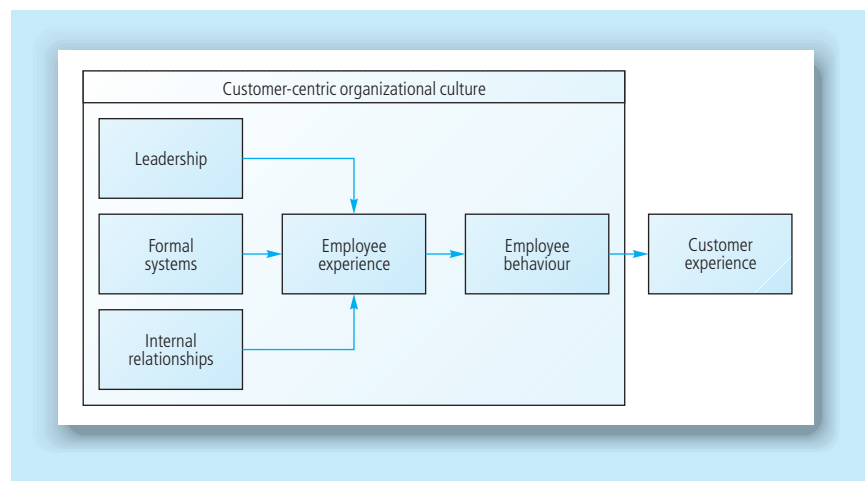 Customer-centric organizational culture
Leadership
Formal
systems
Employee
experience
Employee
behaviour
Customer
experience
Internal
relationships